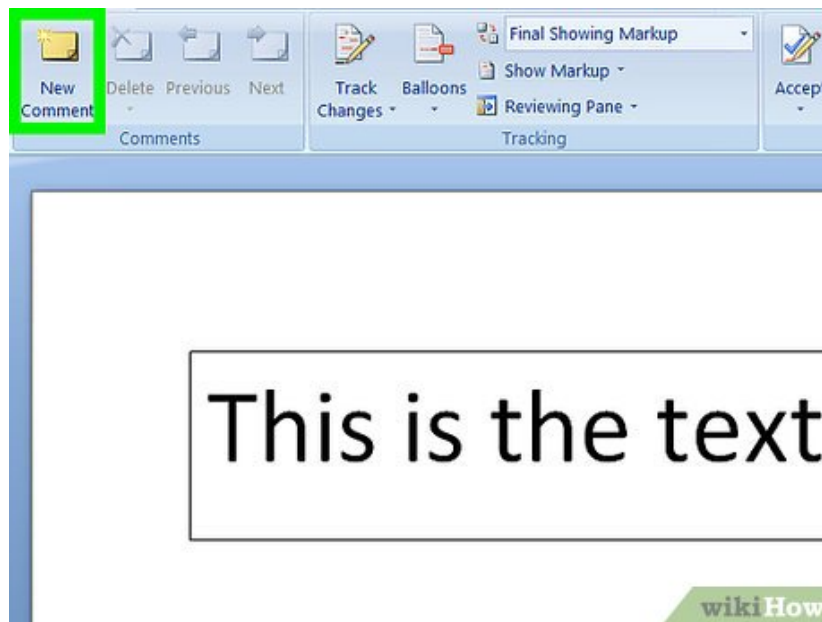 New Comment
Delete
Previous
Next
Track Changes
Balloons
Final Showing Markup
Show Markup
Reviewing Pane
Accept
Comments
Tracking
This is the text
wikiHow